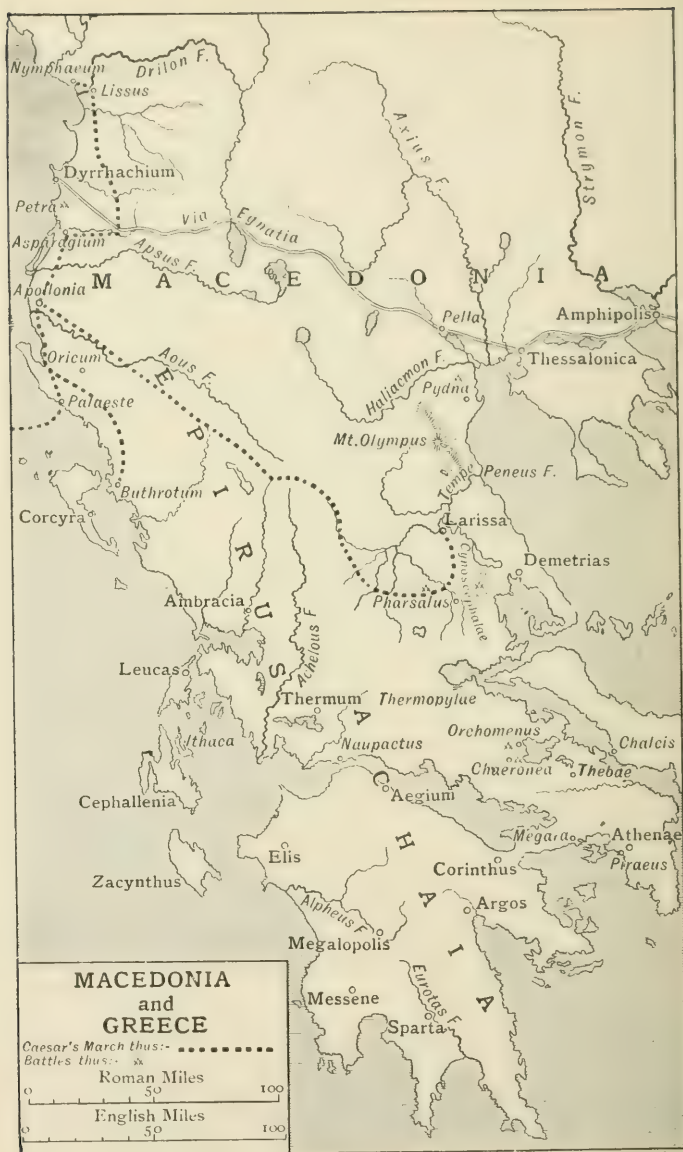 Nymphaeum
Drilon F.
Lissus
Axius F.
Strymon F.
Dyrrhachium
Petra
Via Egnatia
Asparagium
Apsus F.
MACEDONIA
Apollonia
Amphipolis
Pella
Thessalonica
Oricum
Aous F.
Haliacmon F.
Pydna
Palaeste
EPIRUS
Mt. Olympus
Tempe
Peneus F.
Buthrotum
Corcyra
Larissa
Cynoscephalae
Demetrias
Pharsalus
Ambracia
Achelous F
Leucas
Thermum
Thermopylae
Ithaca
Orchomenus
Naupactus
Chalcis
Chaeronea
Thebae
Cephallenia
Aegium
ACHAIA
Megara
Athenae
Elis
Corinthus
Piraeus
Zacynthus
Alpheus F.
Argos
Megalopolis
Messene
Eurotas F.
Sparta
MACEDONIA
and
GREECE
Caesar's March thus:-
Battles thus:-
Roman Miles
0 50 100
English Miles
0 50 100